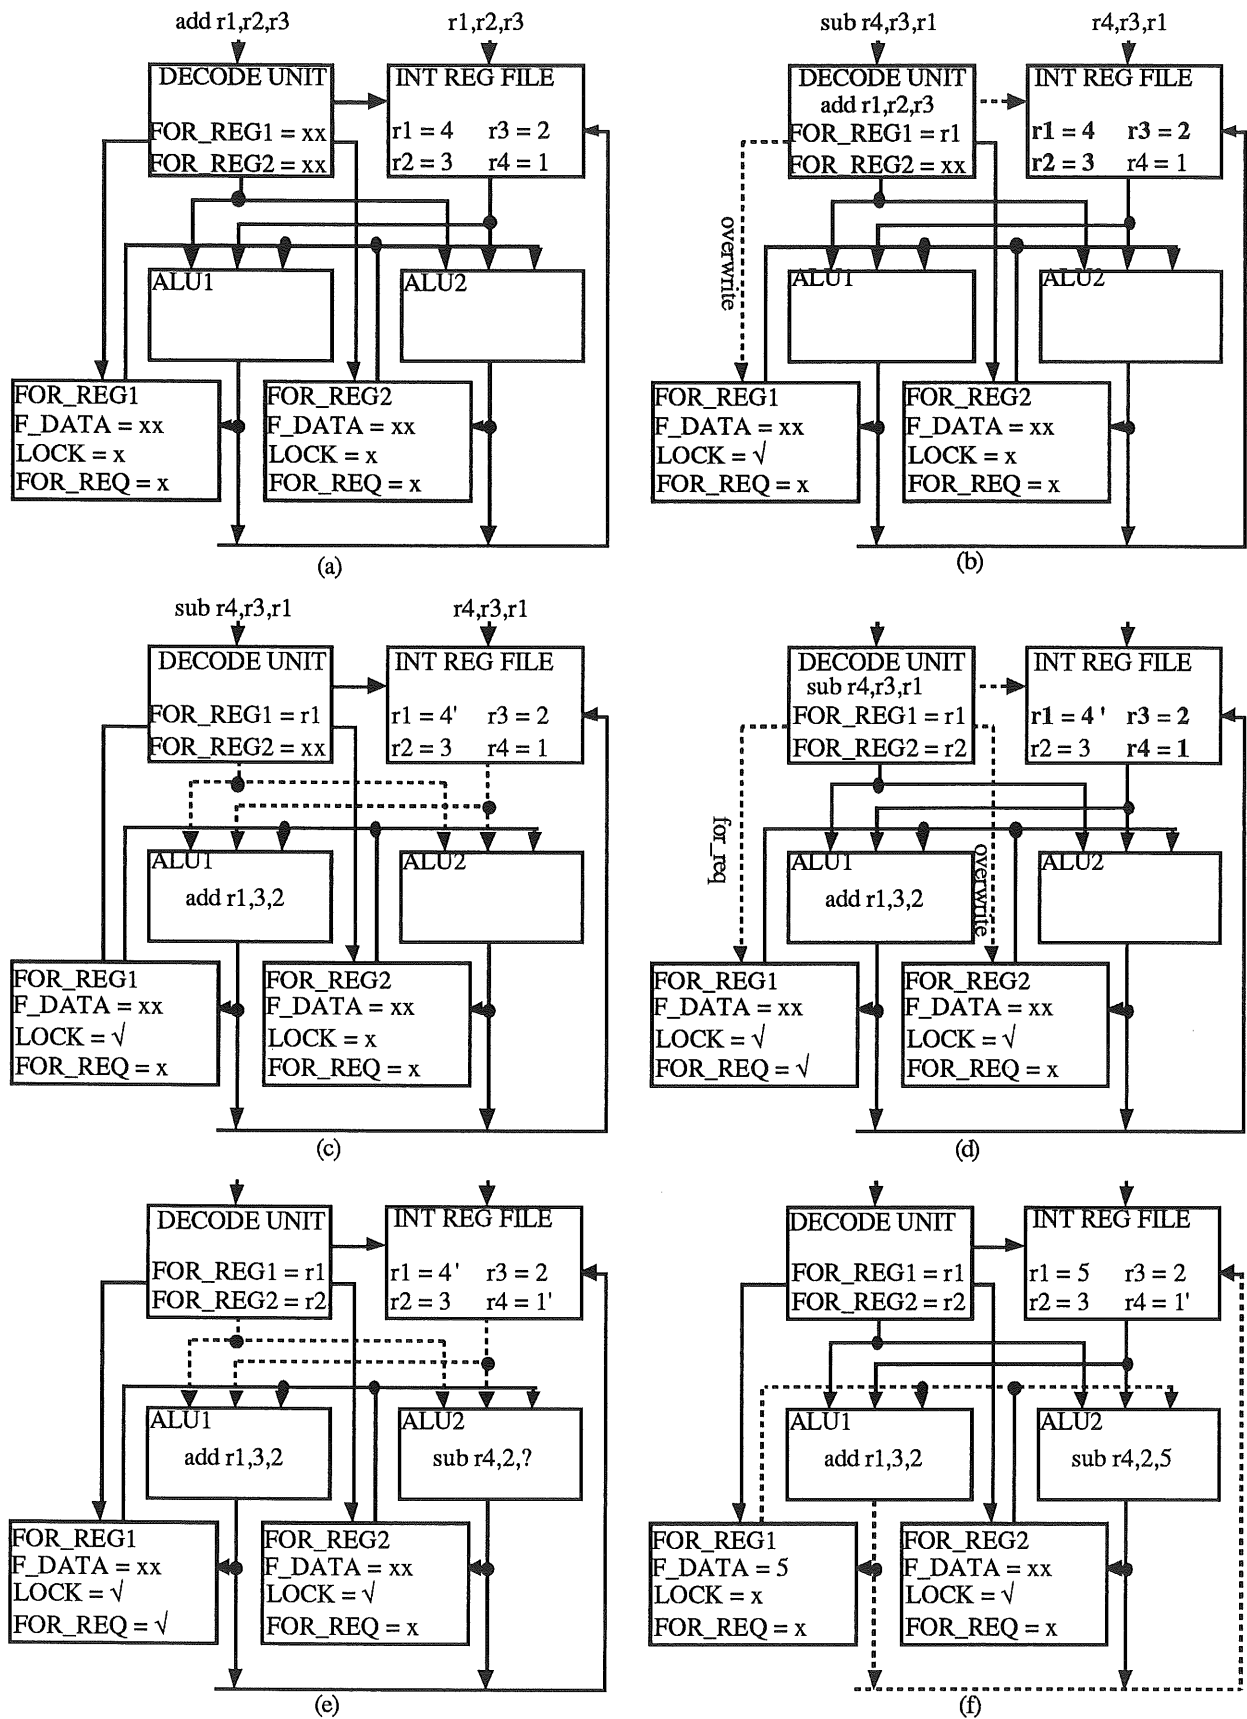 add r1,r2,r3
r1,r2,r3
DECODE UNIT
FOR_REG1 = xx
FOR_REG2 = xx
INT REG FILE
r1 = 4 r3 = 2
r2 = 3 r4 = 1
ALU1
ALU2
FOR_REG1
F_DATA = xx
LOCK = x
FOR_REQ = x
FOR_REG2
F_DATA = xx
LOCK = x
FOR_REQ = x
(a)
sub r4,r3,r1
r4,r3,r1
DECODE UNIT
add r1,r2,r3
FOR_REG1 = r1
FOR_REG2 = xx
INT REG FILE
r1 = 4 r3 = 2
r2 = 3 r4 = 1
overwrite
ALU1
ALU2
FOR_REG1
F_DATA = xx
LOCK = √
FOR_REQ = x
FOR_REG2
F_DATA = xx
LOCK = x
FOR_REQ = x
(b)
sub r4,r3,r1
r4,r3,r1
DECODE UNIT
FOR_REG1 = r1
FOR_REG2 = xx
INT REG FILE
r1 = 4' r3 = 2
r2 = 3 r4 = 1
ALU1
add r1,3,2
ALU2
FOR_REG1
F_DATA = xx
LOCK = √
FOR_REQ = x
FOR_REG2
F_DATA = xx
LOCK = x
FOR_REQ = x
(c)
DECODE UNIT
sub r4,r3,r1
FOR_REG1 = r1
FOR_REG2 = r2
INT REG FILE
r1 = 4 ' r3 = 2
r2 = 3 r4 = 1
for_req
overwrite
ALU1
add r1,3,2
ALU2
FOR_REG1
F_DATA = xx
LOCK = √
FOR_REQ = √
FOR_REG2
F_DATA = xx
LOCK = √
FOR_REQ = x
(d)
DECODE UNIT
FOR_REG1 = r1
FOR_REG2 = r2
INT REG FILE
r1 = 4' r3 = 2
r2 = 3 r4 = 1'
ALU1
add r1,3,2
ALU2
sub r4,2,?
FOR_REG1
F_DATA = xx
LOCK = √
FOR_REQ = √
FOR_REG2
F_DATA = xx
LOCK = √
FOR_REQ = x
(e)
DECODE UNIT
FOR_REG1 = r1
FOR_REG2 = r2
INT REG FILE
r1 = 5 r3 = 2
r2 = 3 r4 = 1'
ALU1
add r1,3,2
ALU2
sub r4,2,5
FOR_REG1
F_DATA = 5
LOCK = x
FOR_REQ = x
FOR_REG2
F_DATA = xx
LOCK = √
FOR_REQ = x
(f)